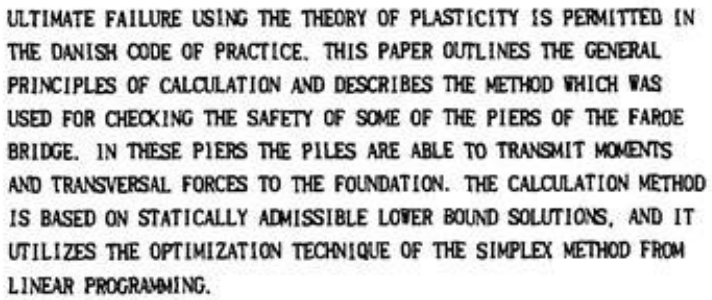 ULTIMATE FAILURE USING THE THEORY OF PLASTICITY IS PERMITTED IN
THE DANISH CODE OF PRACTICE. THIS PAPER OUTLINES THE GENERAL
PRINCIPLES OF CALCULATION AND DESCRIBES THE METHOD WHICH WAS
USED FOR CHECKING THE SAFETY OF SOME OF THE PIERS OF THE FAROE
BRIDGE. IN THESE PIERS THE PILES ARE ABLE TO TRANSMIT MOMENTS
AND TRANSVERSAL FORCES TO THE FOUNDATION. THE CALCULATION METHOD
IS BASED ON STATICALLY ADMISSIBLE LOWER BOUND SOLUTIONS, AND IT
UTILIZES THE OPTIMIZATION TECHNIQUE OF THE SIMPLEX METHOD FROM
LINEAR PROGRAMMING.